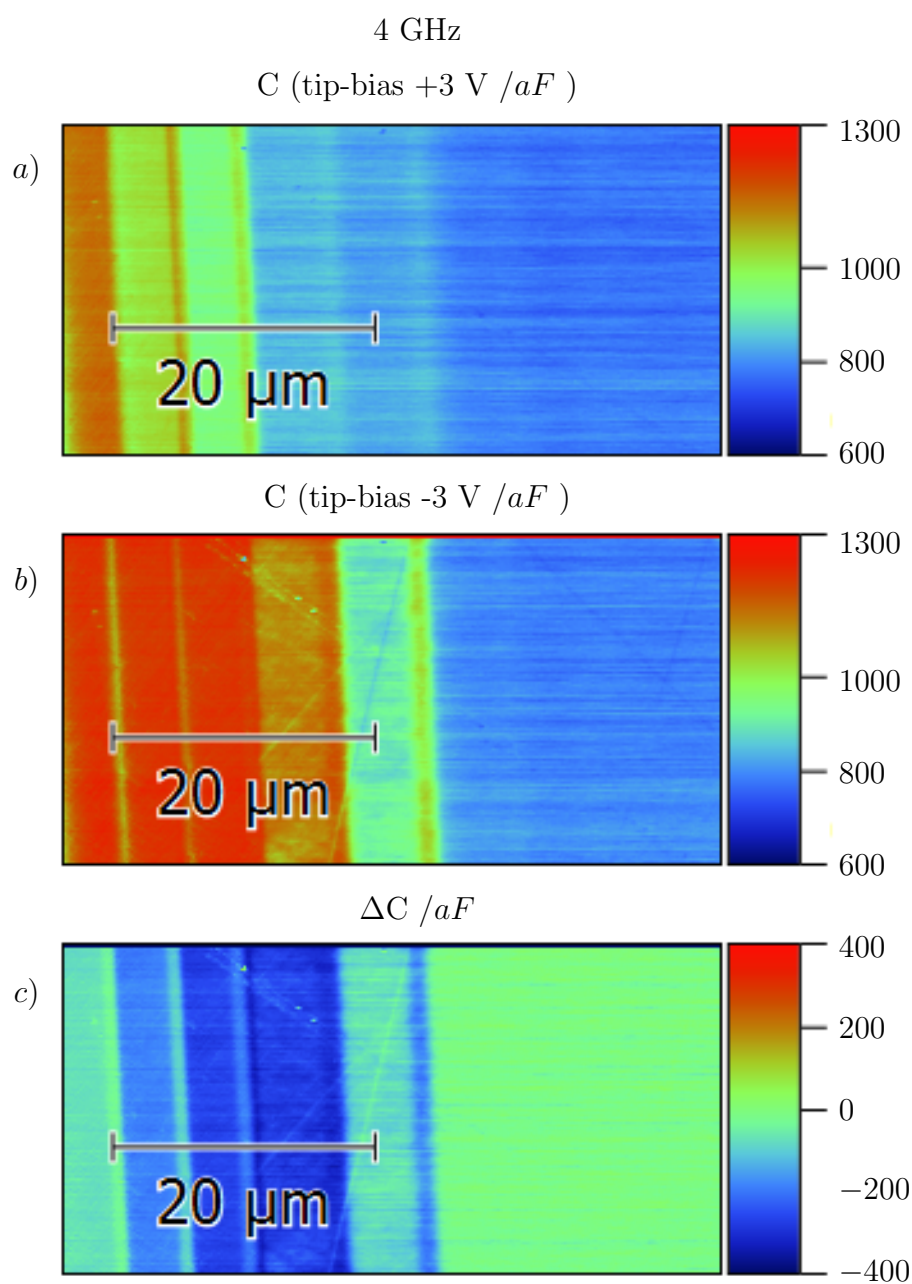 4 GHz
C (tip-bias +3 V /aF )
a)
1300
1000
800
600
20 µm
C (tip-bias -3 V /aF )
b)
1300
1000
800
600
20 µm
ΔC /aF
c)
400
200
0
−200
−400
20 µm